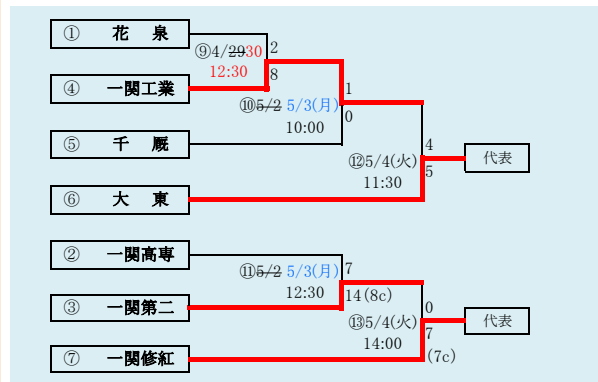 ① 花 泉
⑨4/2930 2
12:30 8
④ 一関工業
⑩5/2 5/3(月) 1
10:00 0
⑤ 千 厩
⑫5/4(火) 4
11:30 5
代表
⑥ 大 東
② 一関高専
⑪5/2 5/3(月) 7
12:30 14(8c)
③ 一関第二
⑬5/4(火) 0
14:00 7
(7c)
代表
⑦ 一関修紅